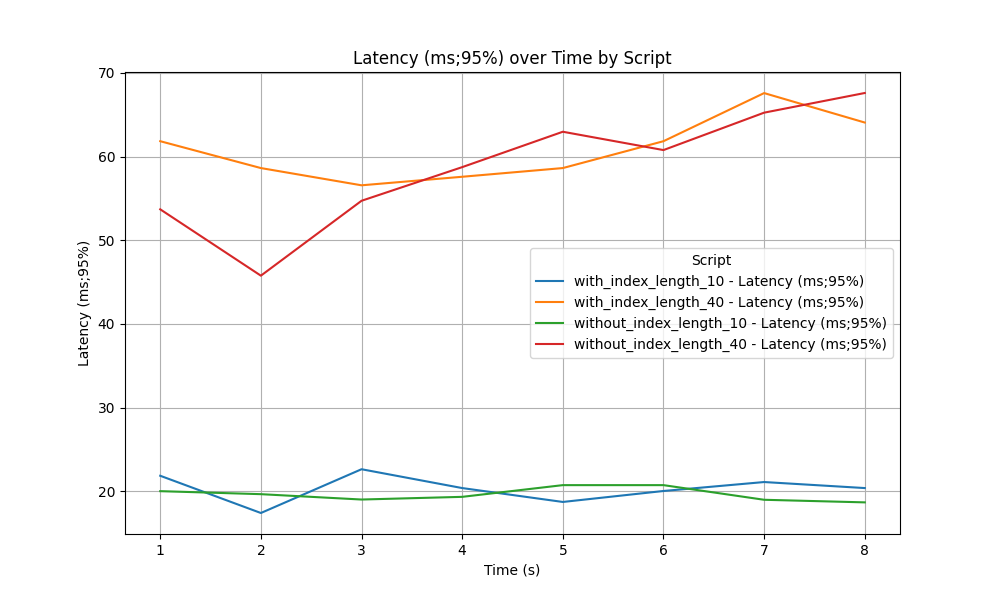 Latency (ms;95%) over Time by Script
70
60
50
40
30
20
Latency (ms;95%)
Script
with_index_length_10 - Latency (ms;95%)
with_index_length_40 - Latency (ms;95%)
without_index_length_10 - Latency (ms;95%)
without_index_length_40 - Latency (ms;95%)
1 2 3 4 5 6 7 8
Time (s)